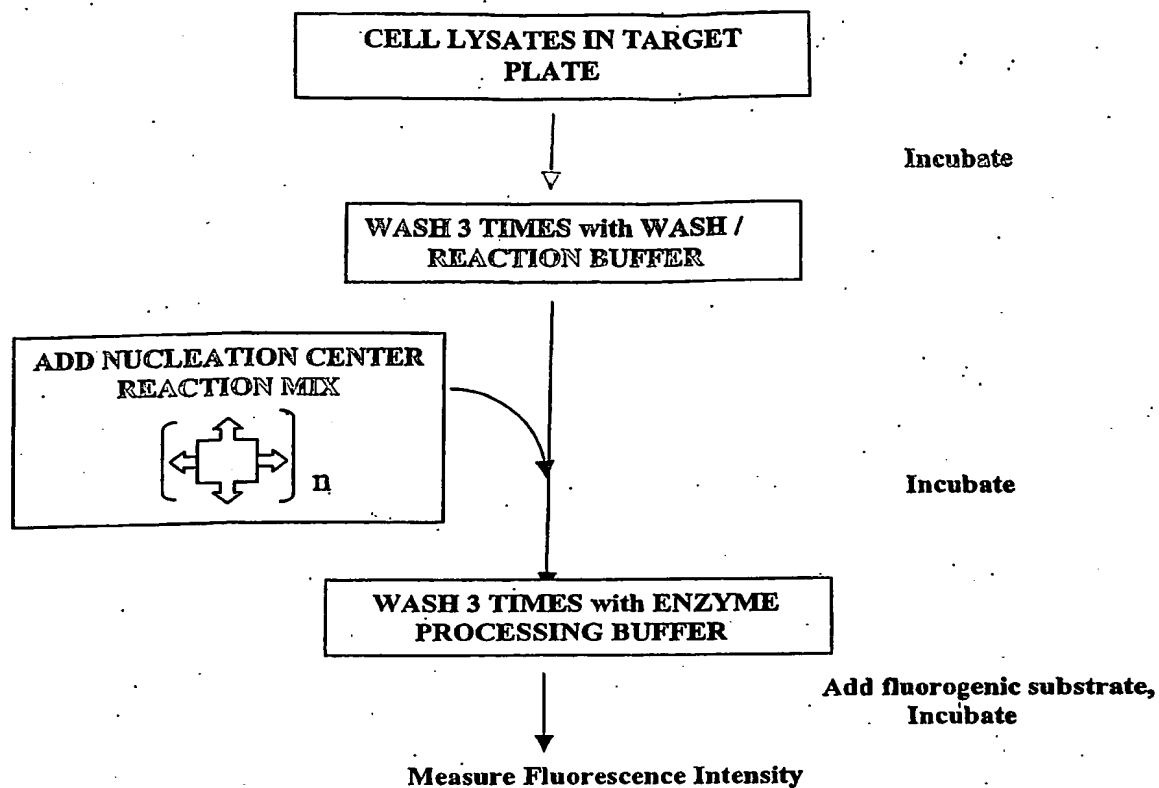 CELL LYSATES IN TARGET
PLATE
Incubate
WASH 3 TIMES with WASH /
REACTION BUFFER
ADD NUCLEATION CENTER
REACTION MIX
n
Incubate
WASH 3 TIMES with ENZYME
PROCESSING BUFFER
Add fluorogenic substrate,
Incubate
Measure Fluorescence Intensity